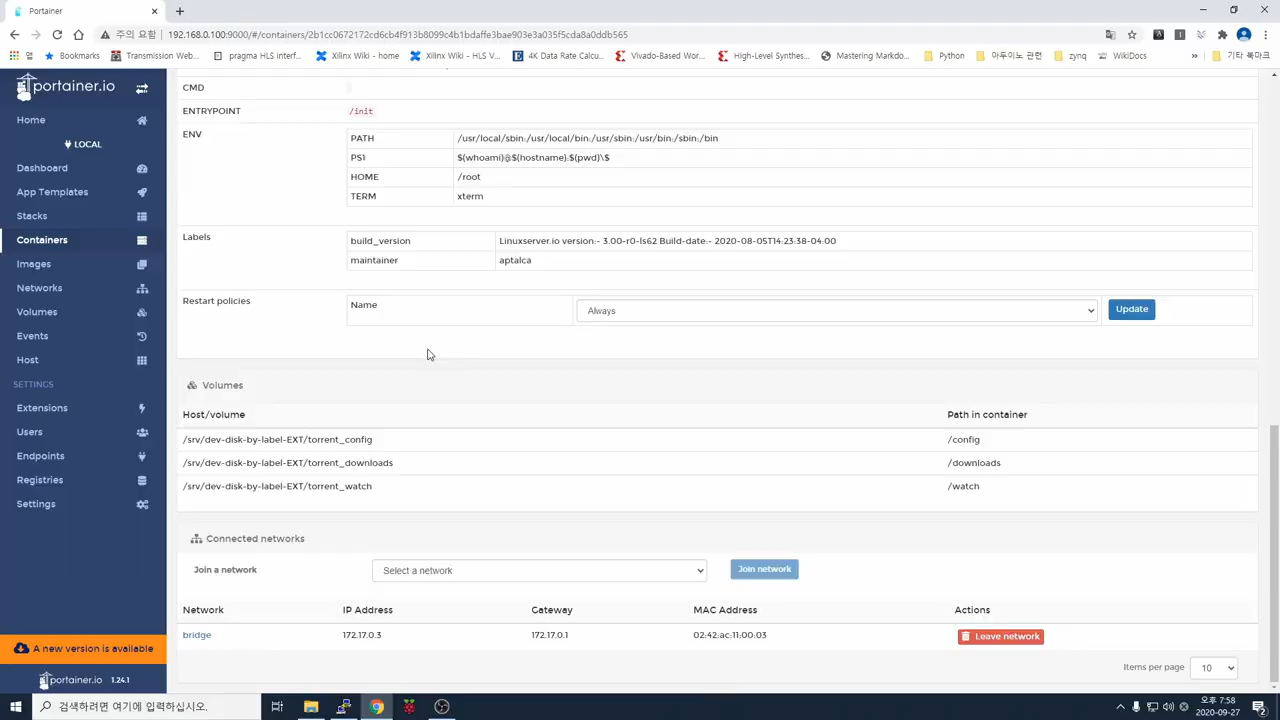 Portainer
주의 요함 192.168.0.100:9000/#/containers/2b1cc0672172cd6cb4f913b8099c4b1bdaffe3bae903e3a035f5cda8a0ddb565
앱 Bookmarks Transmission Web... pragma HLS interf... Xilinx Wiki - home Xilinx Wiki - HLS V... 4K Data Rate Calcu... Vivado-Based Wor... High-Level Synthes... Mastering Markdo... Python 아두이노 관련 zynq WikiDocs » 기타 북마크
portainer.io
Home
LOCAL
Dashboard
App Templates
Stacks
Containers
Images
Networks
Volumes
Events
Host
SETTINGS
Extensions
Users
Endpoints
Registries
Settings
A new version is available
portainer.io 1.24.1
CMD
ENTRYPOINT /init
ENV PATH /usr/local/sbin:/usr/local/bin:/usr/sbin:/usr/bin:/sbin:/bin
PS1 $(whoami)@$(hostname):$(pwd)\$
HOME /root
TERM xterm
Labels build_version Linuxserver.io version:- 3.00-r0-ls62 Build-date:- 2020-08-05T14:23:38-04:00
maintainer aptalca
Restart policies Name Always Update
Volumes
Host/volume Path in container
/srv/dev-disk-by-label-EXT/torrent_config /config
/srv/dev-disk-by-label-EXT/torrent_downloads /downloads
/srv/dev-disk-by-label-EXT/torrent_watch /watch
Connected networks
Join a network Select a network Join network
Network IP Address Gateway MAC Address Actions
bridge 172.17.0.3 172.17.0.1 02:42:ac:11:00:03 Leave network
Items per page 10
검색하려면 여기에 입력하십시오.
오후 7:58
2020-09-27